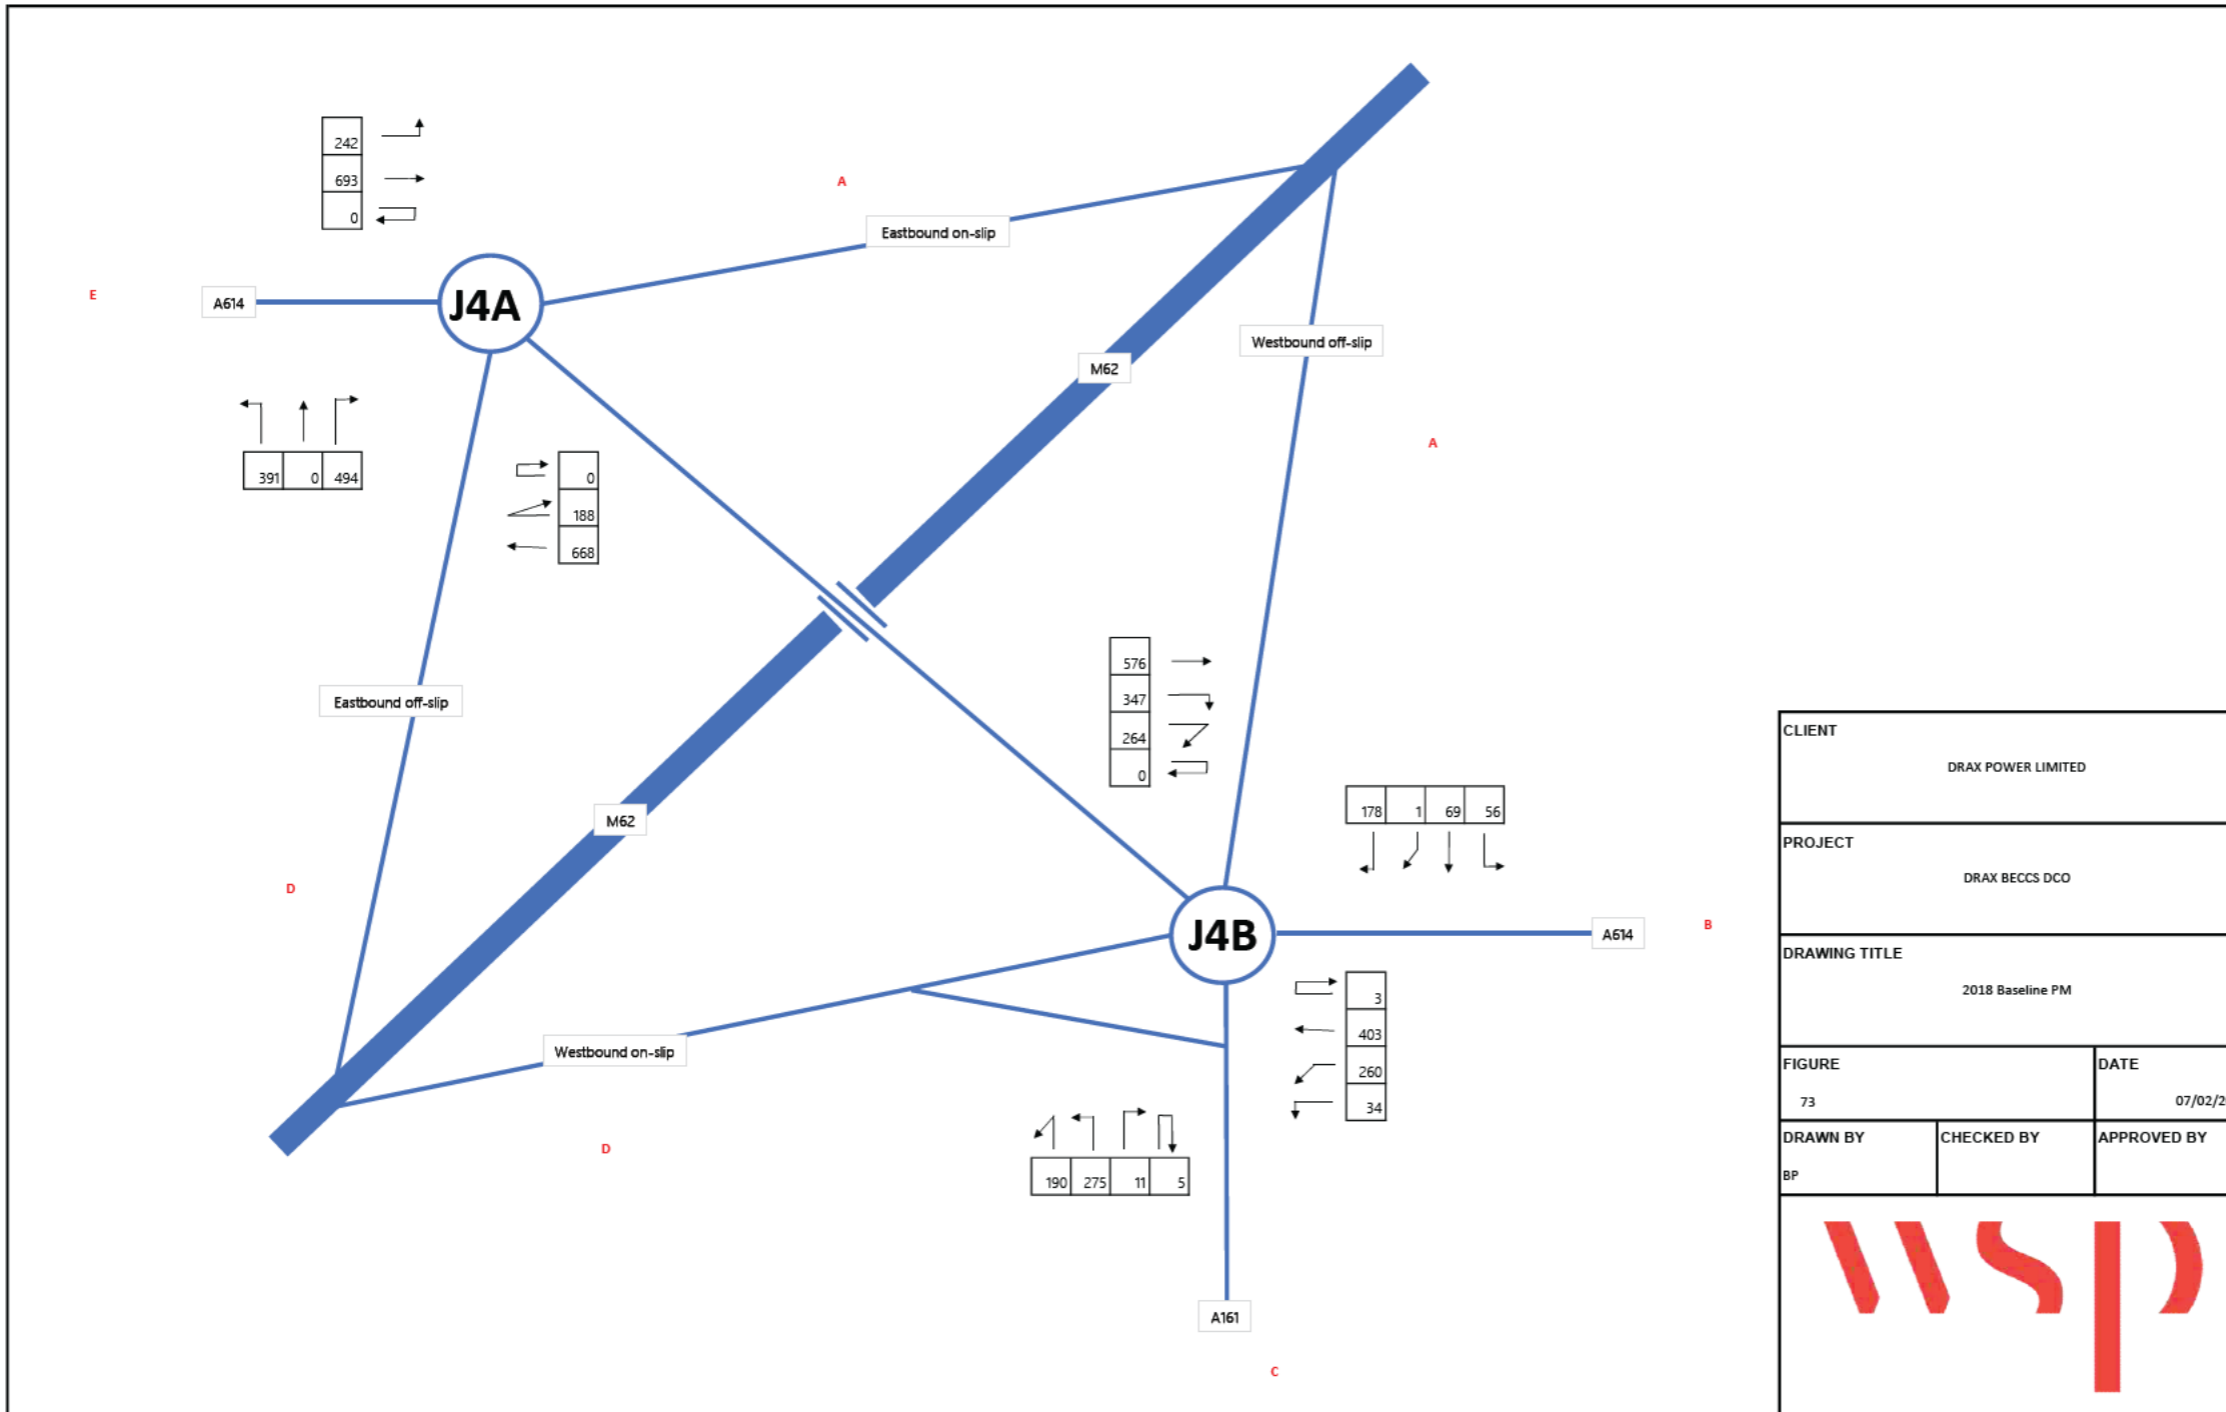 242
693
0
A
Eastbound on-slip
E
A614
J4A
Westbound off-slip
M62
A
391 0 494
0
188
668
576
347
264
0
Eastbound off-slip
M62
178 1 69 56
D
J4B
A614
B
3
403
260
34
Westbound on-slip
D
190 275 11 5
A161
C
CLIENT
DRAX POWER LIMITED
PROJECT
DRAX BECCS DCO
DRAWING TITLE
2018 Baseline PM
FIGURE DATE
73 07/02/2
DRAWN BY CHECKED BY APPROVED BY
BP
wsp